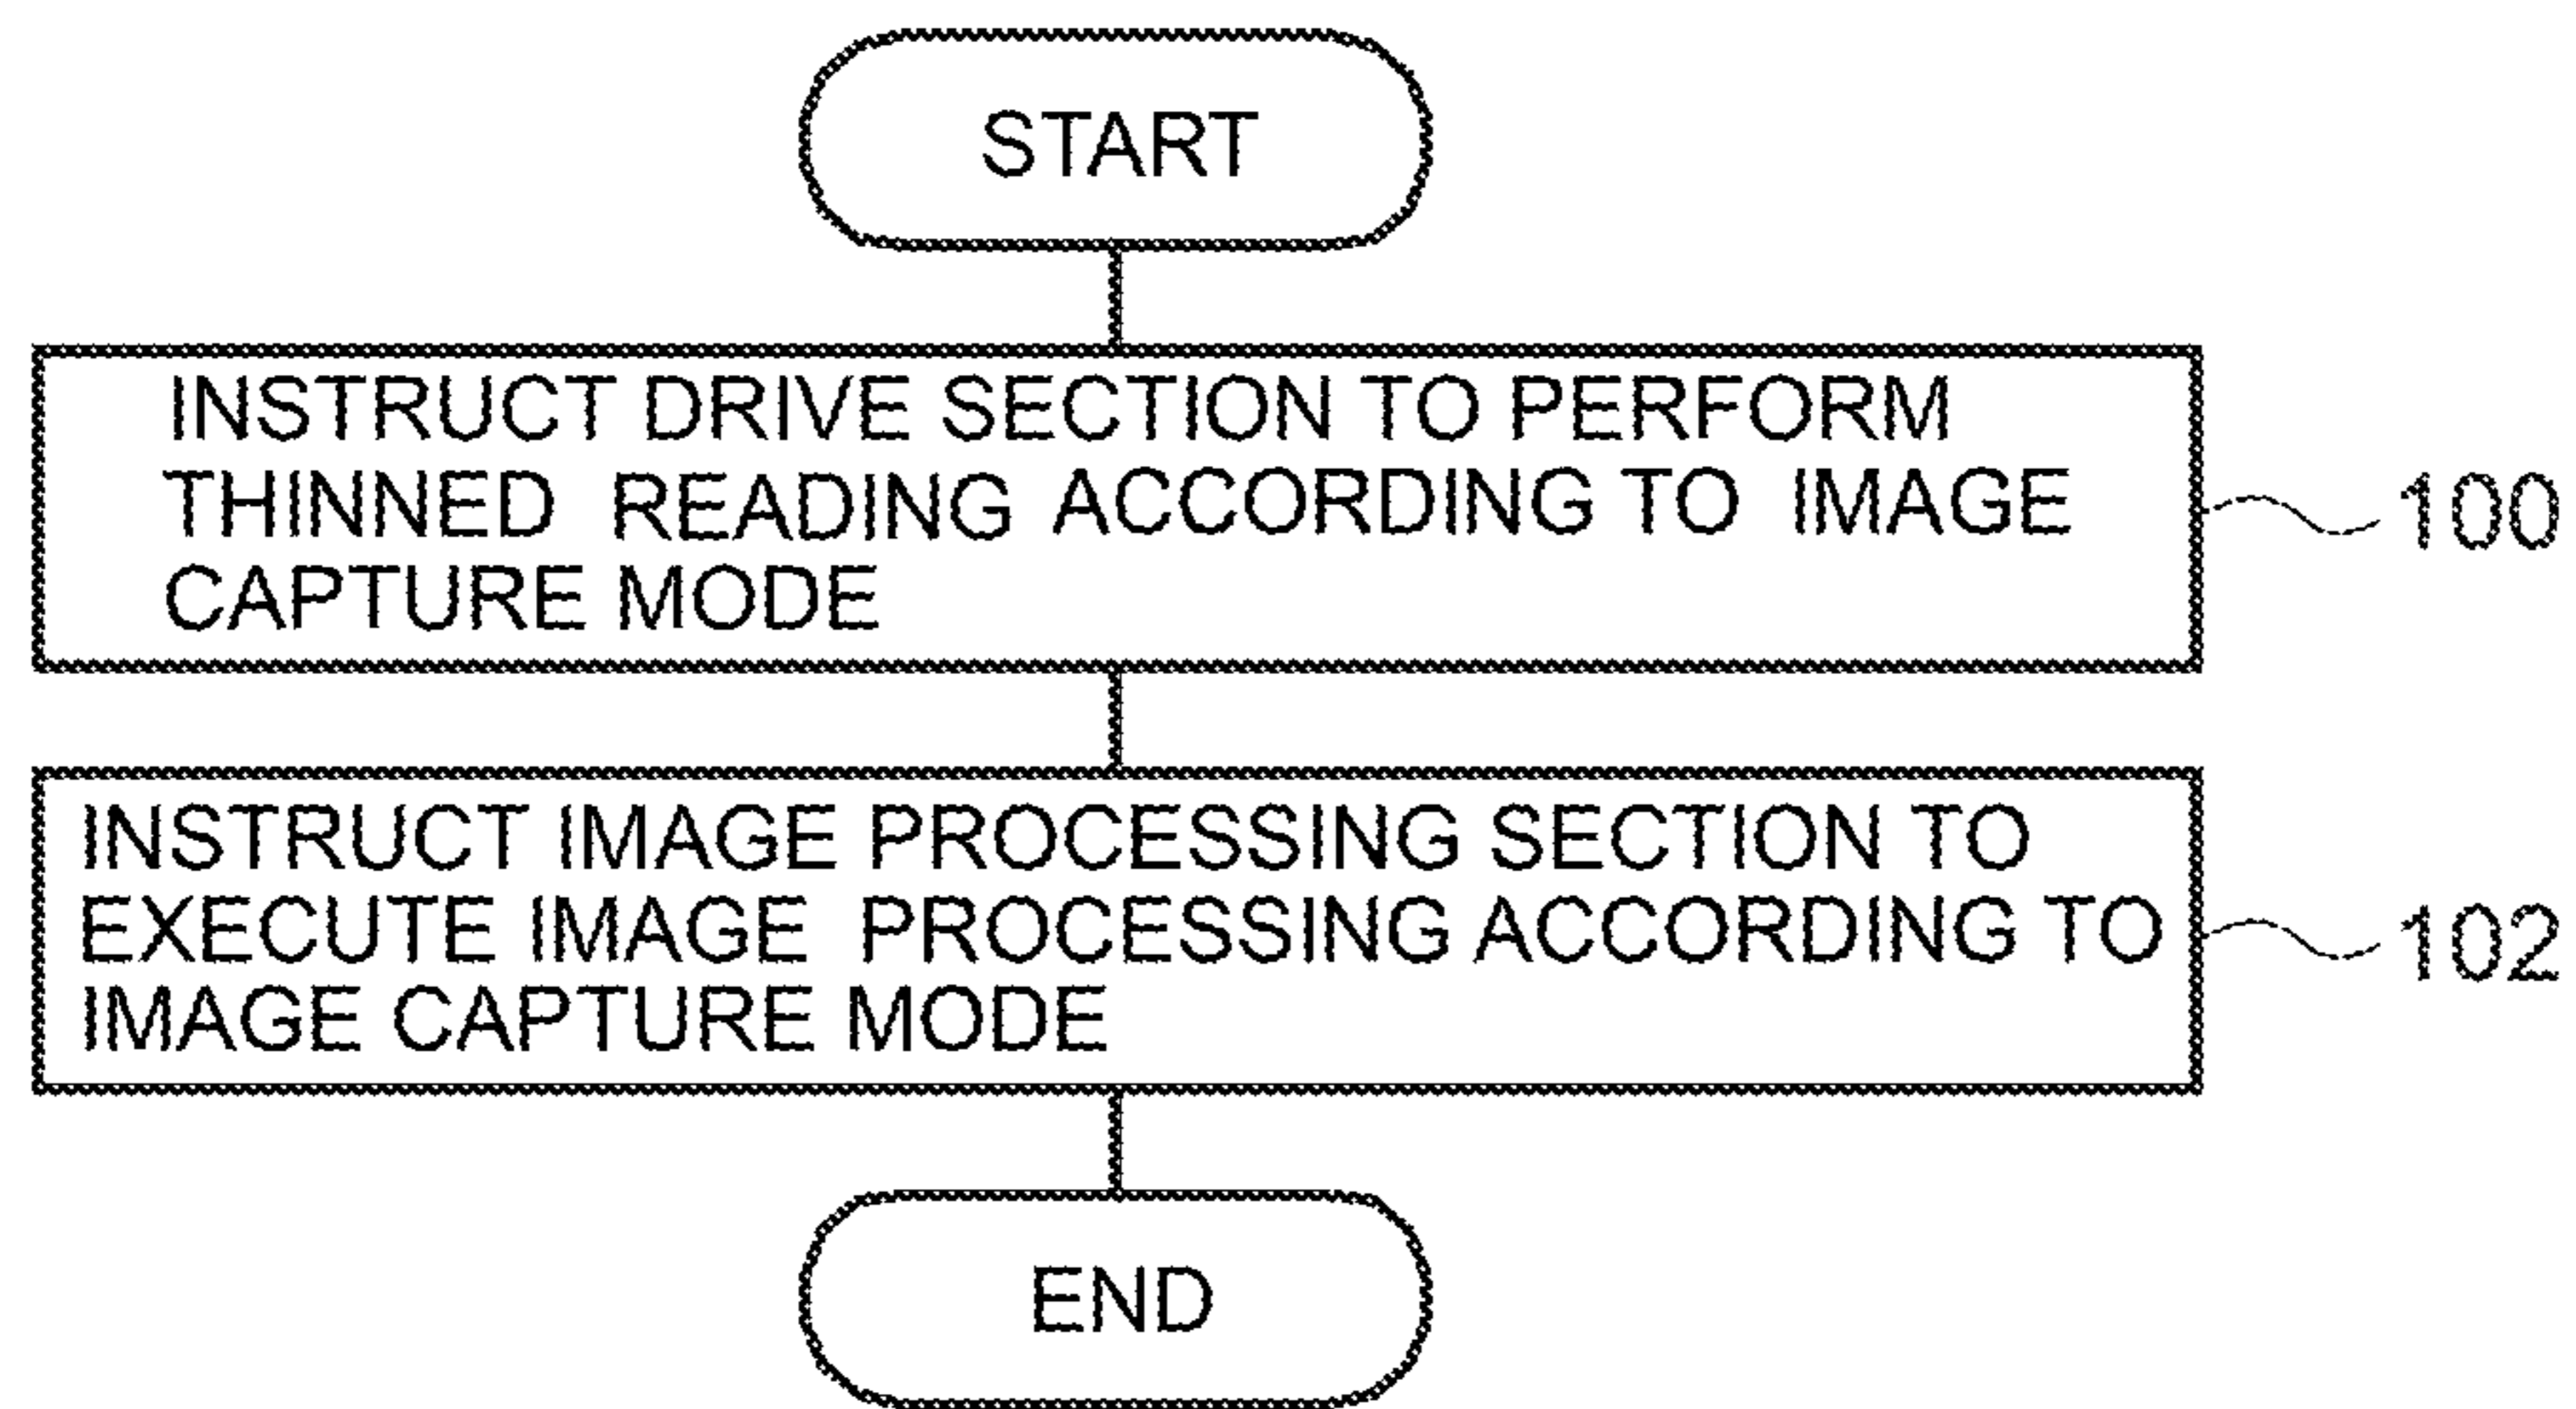 START
INSTRUCT DRIVE SECTION TO PERFORM
THINNED READING ACCORDING TO IMAGE
CAPTURE MODE
100
INSTRUCT IMAGE PROCESSING SECTION TO
EXECUTE IMAGE PROCESSING ACCORDING TO
IMAGE CAPTURE MODE
102
END